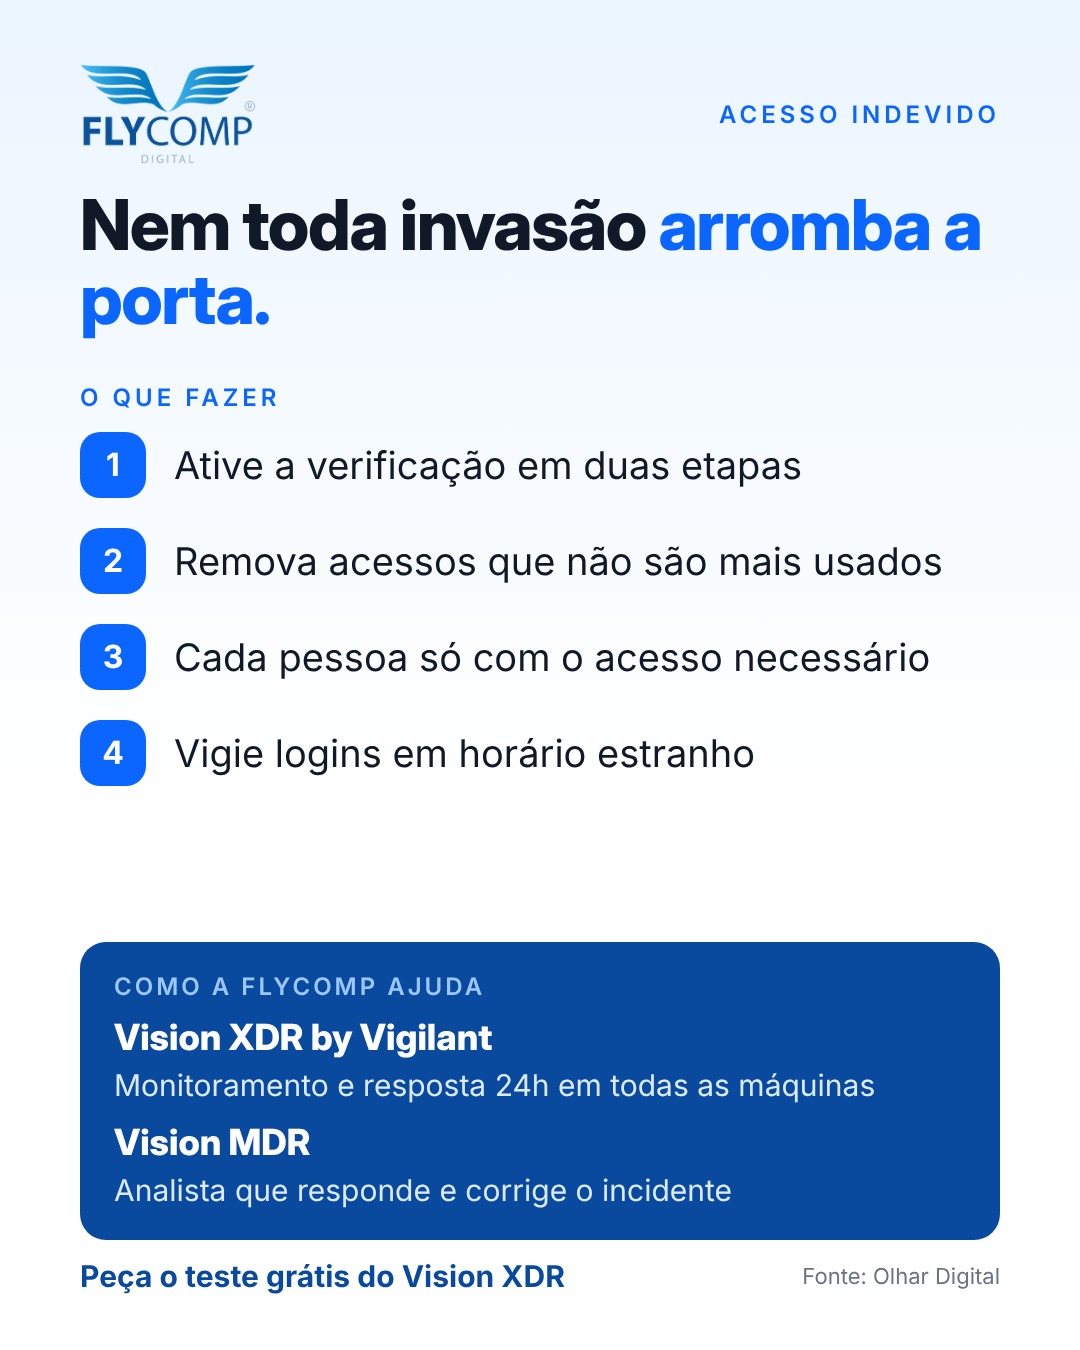 FLYCOMP
®
DIGITAL
ACESSO INDEVIDO
Nem toda invasão arromba a
porta.
O QUE FAZER
1 Ative a verificação em duas etapas
2 Remova acessos que não são mais usados
3 Cada pessoa só com o acesso necessário
4 Vigie logins em horário estranho
COMO A FLYCOMP AJUDA
Vision XDR by Vigilant
Monitoramento e resposta 24h em todas as máquinas
Vision MDR
Analista que responde e corrige o incidente
Peça o teste grátis do Vision XDR
Fonte: Olhar Digital